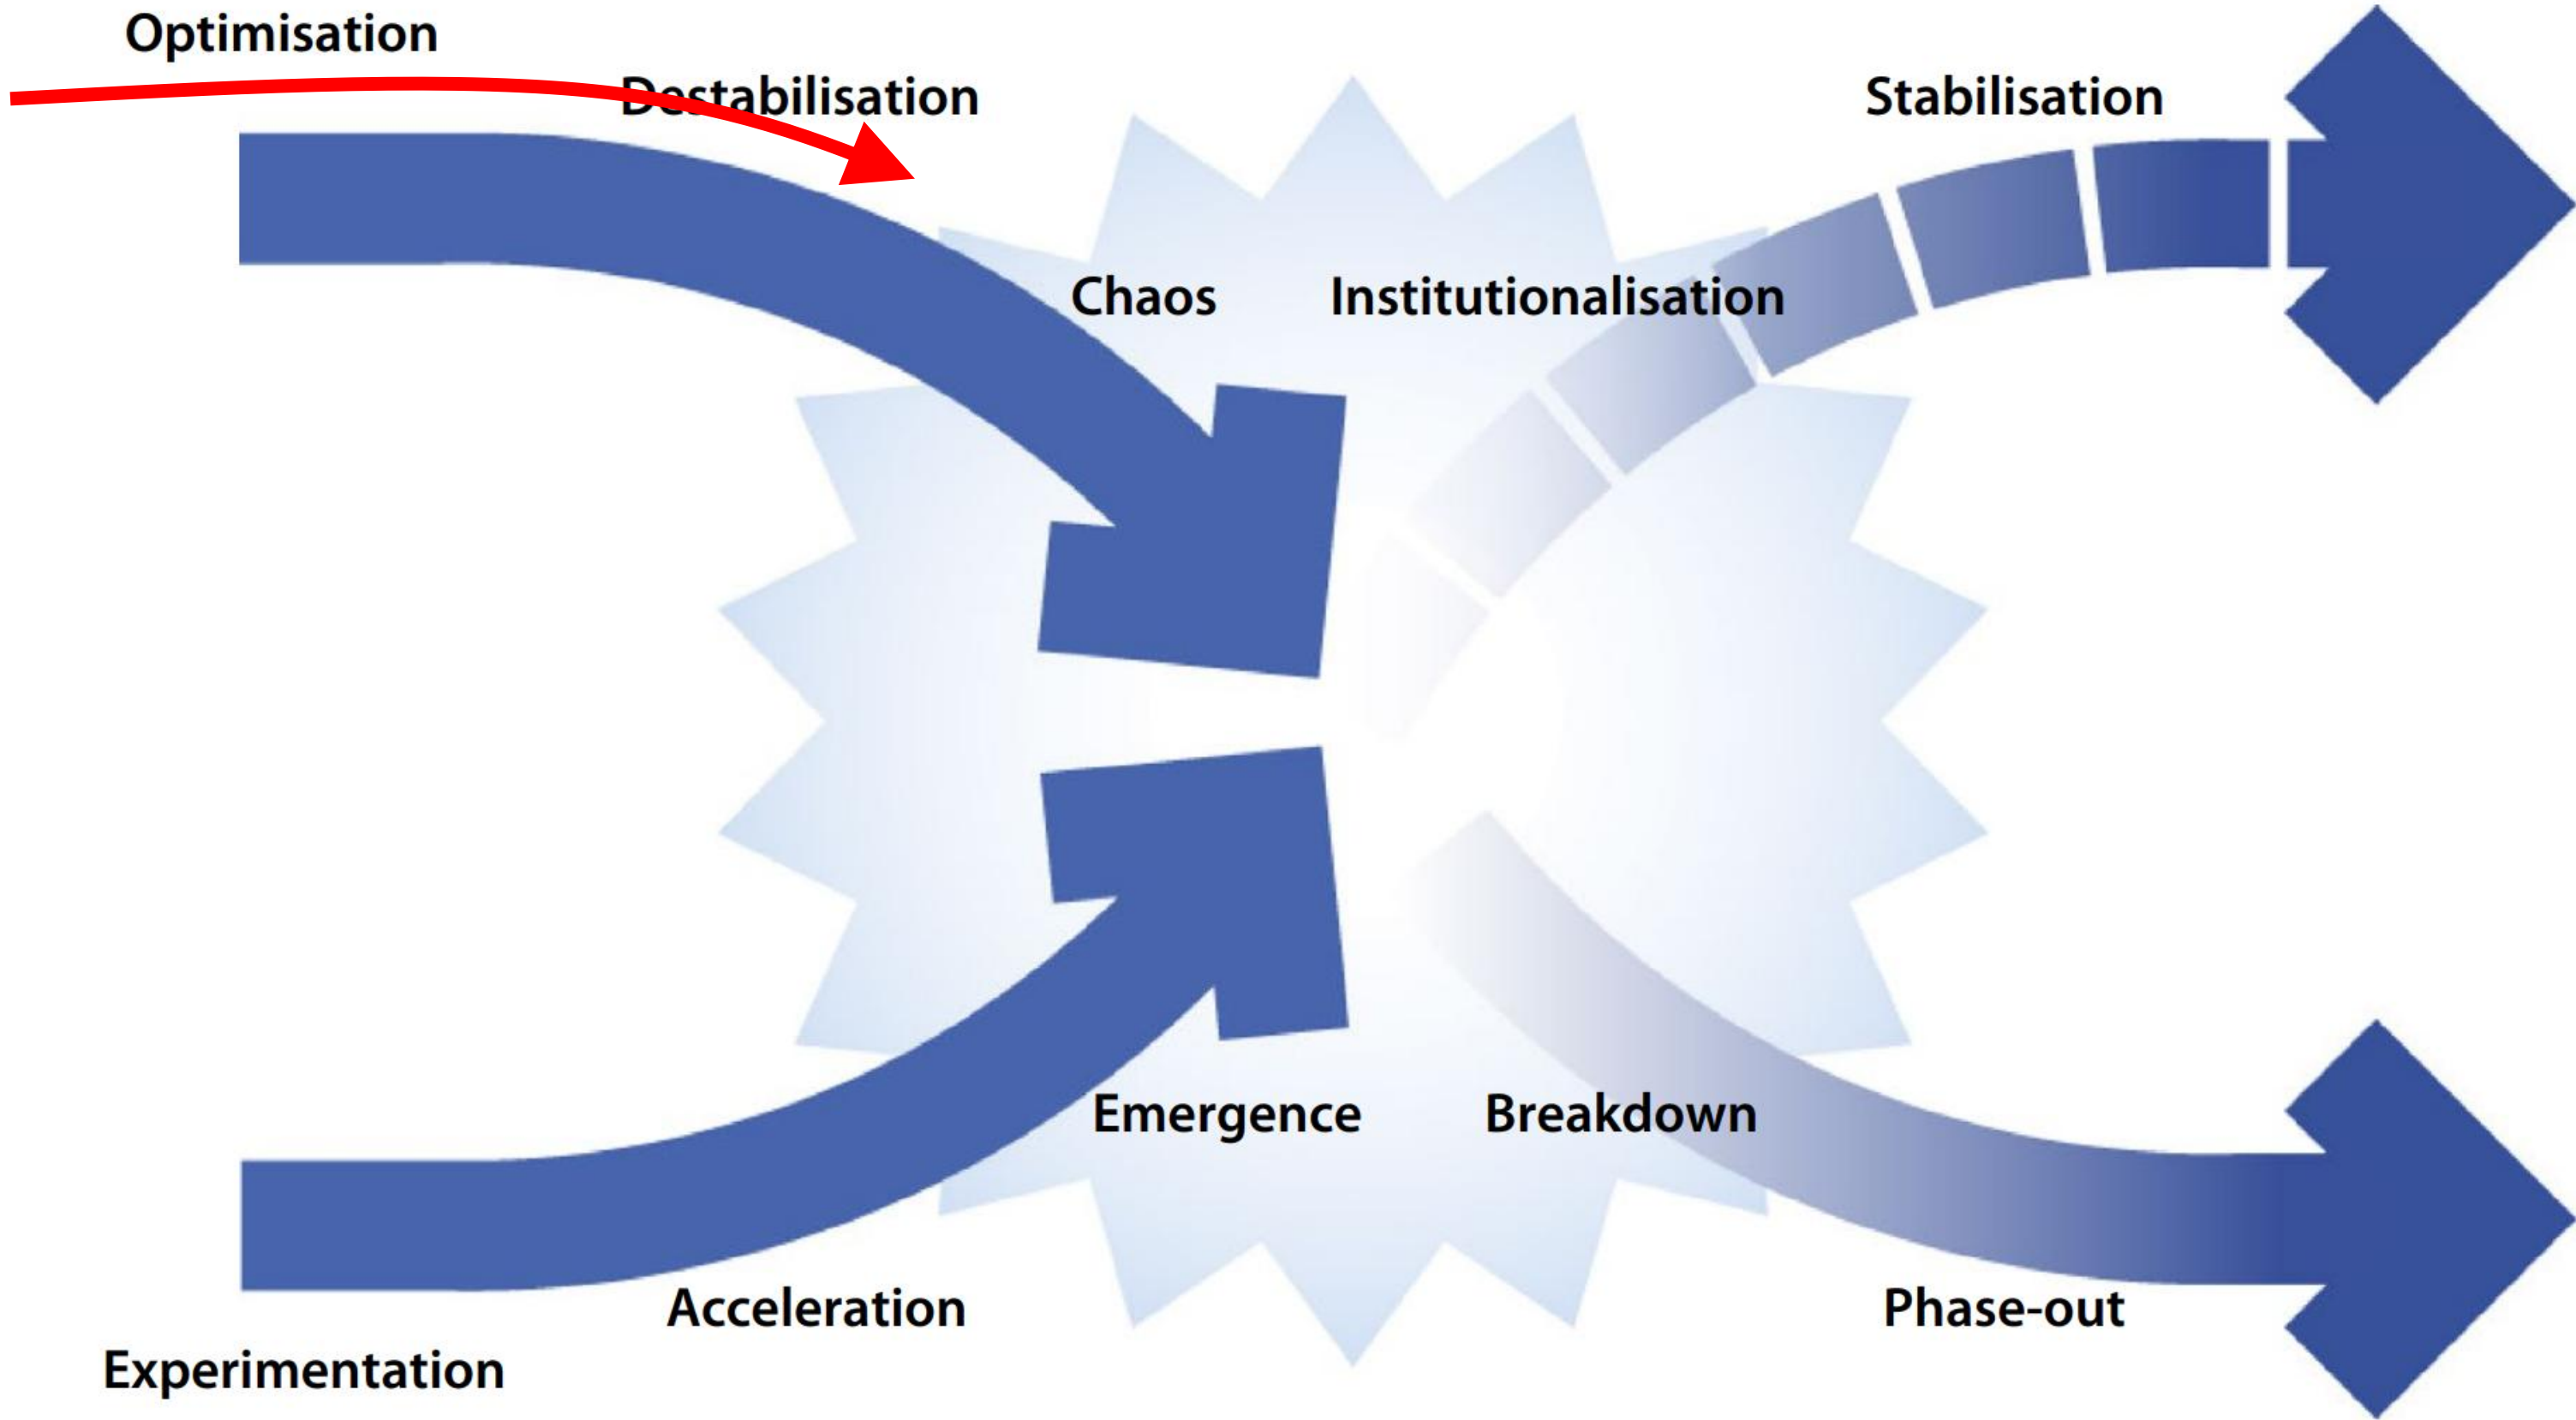 Optimisation
Destabilisation
Stabilisation
Chaos
Institutionalisation
Emergence
Breakdown
Acceleration
Phase-out
Experimentation